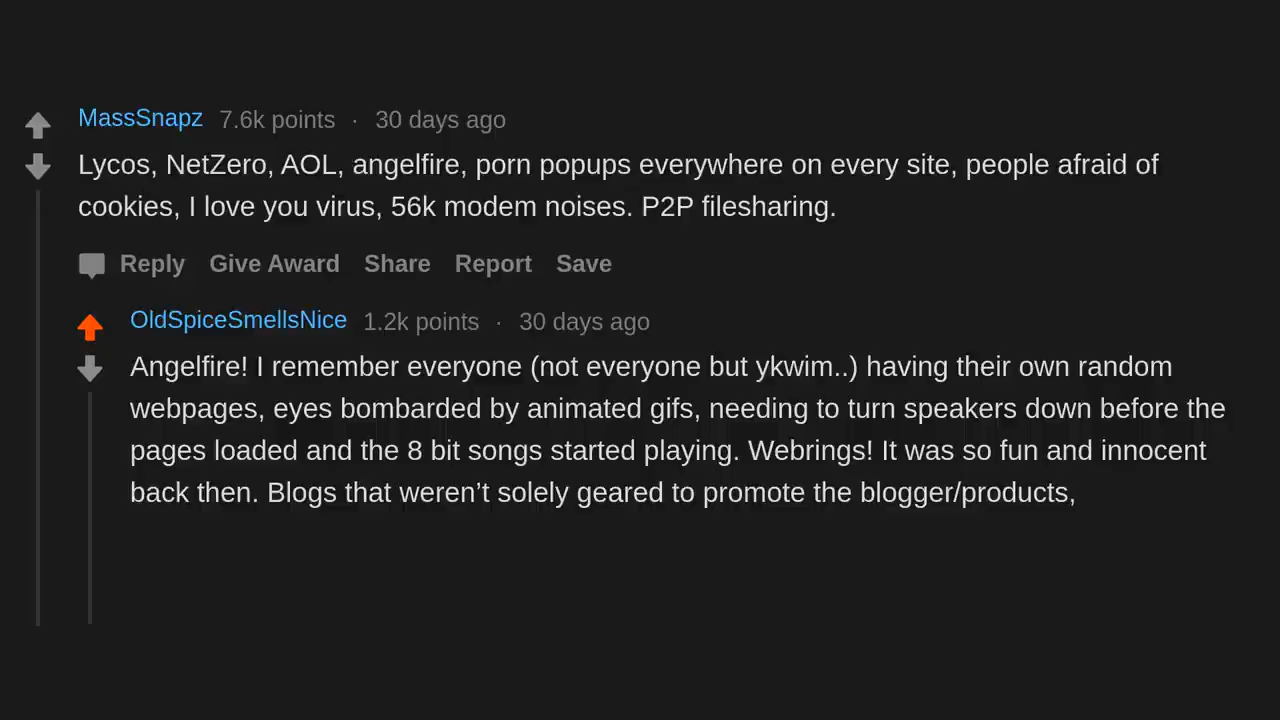 MassSnapz 7.6k points · 30 days ago
Lycos, NetZero, AOL, angelfire, porn popups everywhere on every site, people afraid of
cookies, I love you virus, 56k modem noises. P2P filesharing.
Reply Give Award Share Report Save
OldSpiceSmellsNice 1.2k points · 30 days ago
Angelfire! I remember everyone (not everyone but ykwim..) having their own random
webpages, eyes bombarded by animated gifs, needing to turn speakers down before the
pages loaded and the 8 bit songs started playing. Webrings! It was so fun and innocent
back then. Blogs that weren’t solely geared to promote the blogger/products,